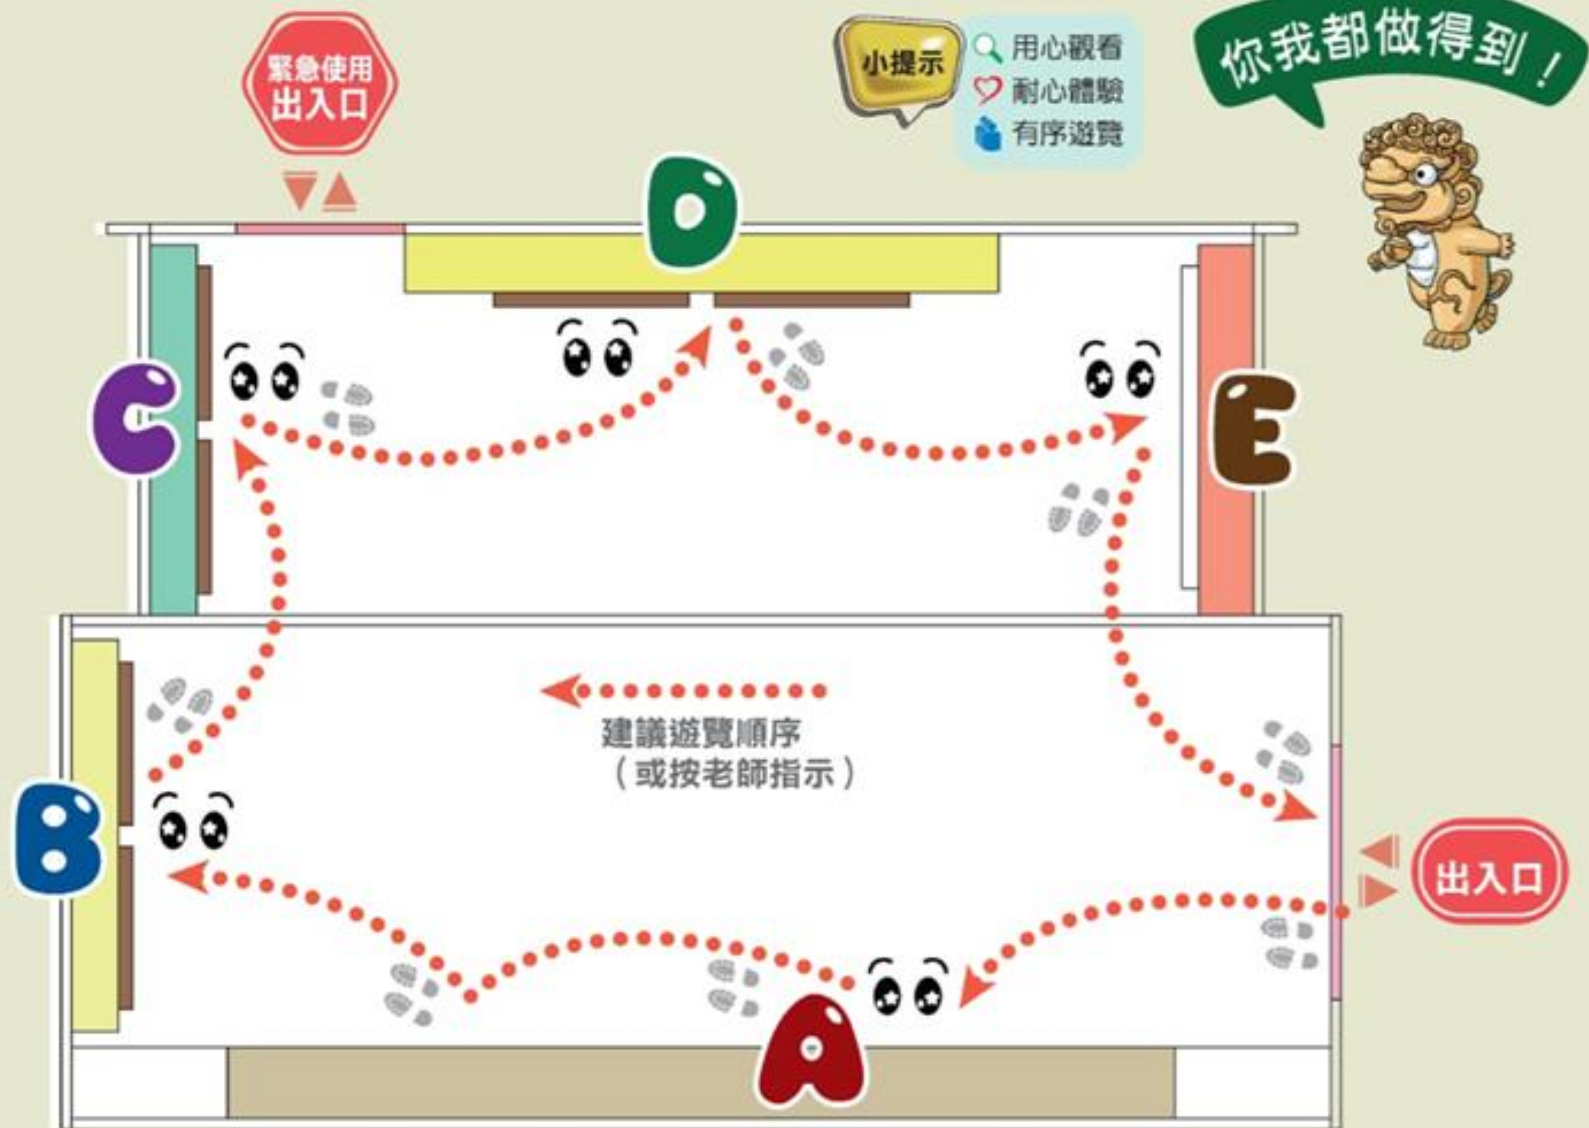 緊急使用
出入口
小提示
用心觀看
耐心體驗
有序遊覽
你我都做得到！
D
C
E
建議遊覽順序
（或按老師指示）
B
出入口
A